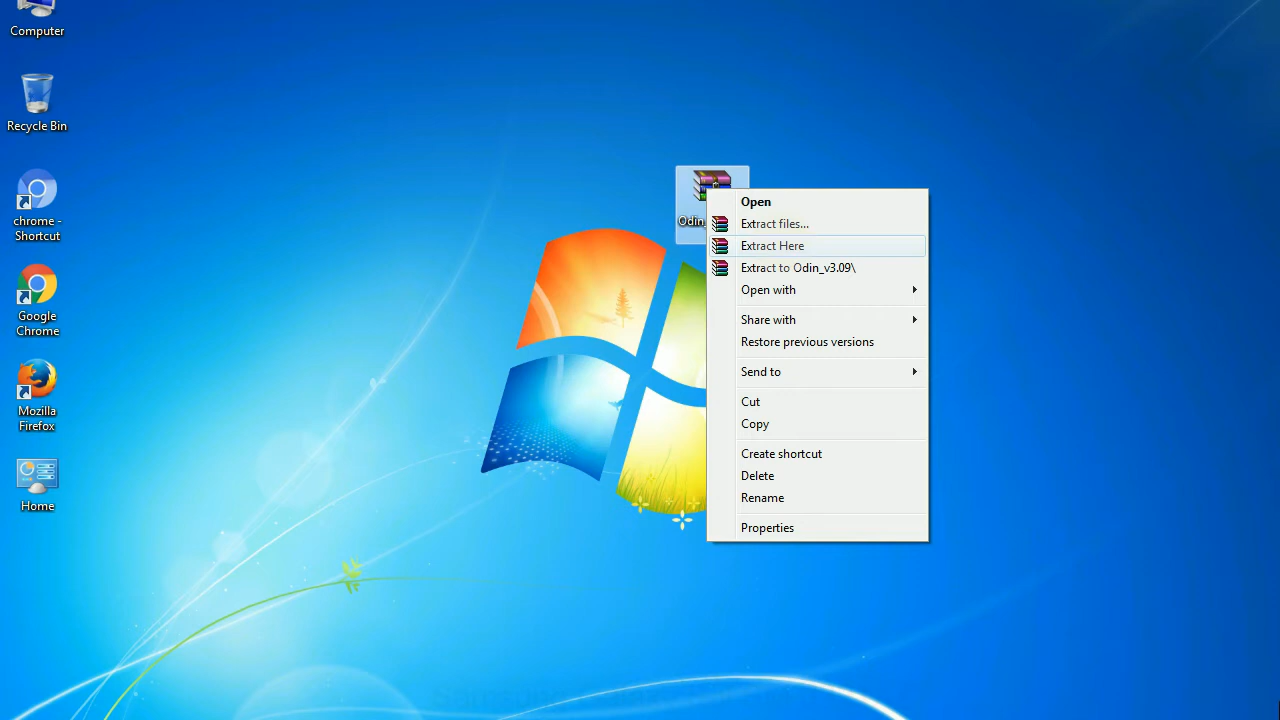 Computer
Recycle Bin
chrome -
Shortcut
Google
Chrome
Mozilla
Firefox
Home
Odin_
Open
Extract files...
Extract Here
Extract to Odin_v3.09\
Open with
Share with
Restore previous versions
Send to
Cut
Copy
Create shortcut
Delete
Rename
Properties